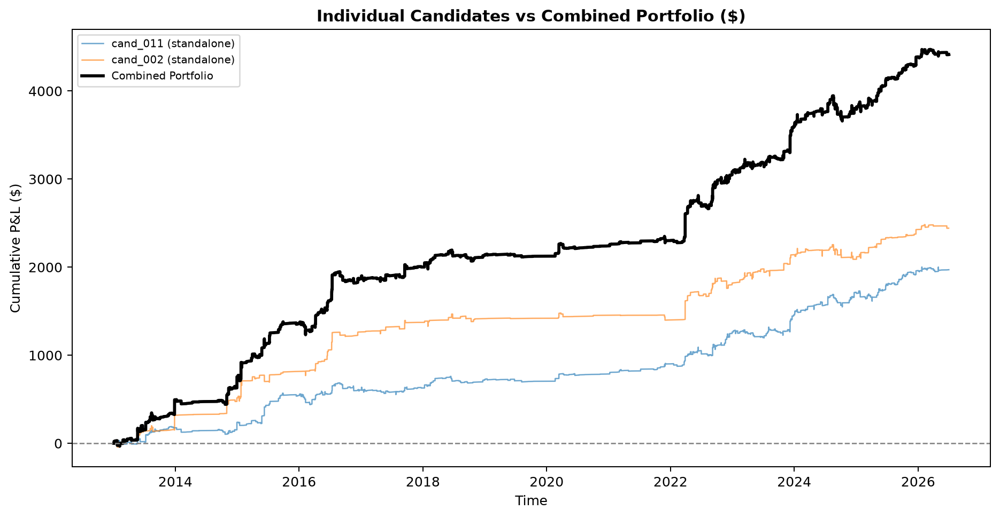 Individual Candidates vs Combined Portfolio ($)
cand_011 (standalone)
cand_002 (standalone)
Combined Portfolio
Cumulative P&L ($)
4000
3000
2000
1000
0
2014
2016
2018
2020
2022
2024
2026
Time